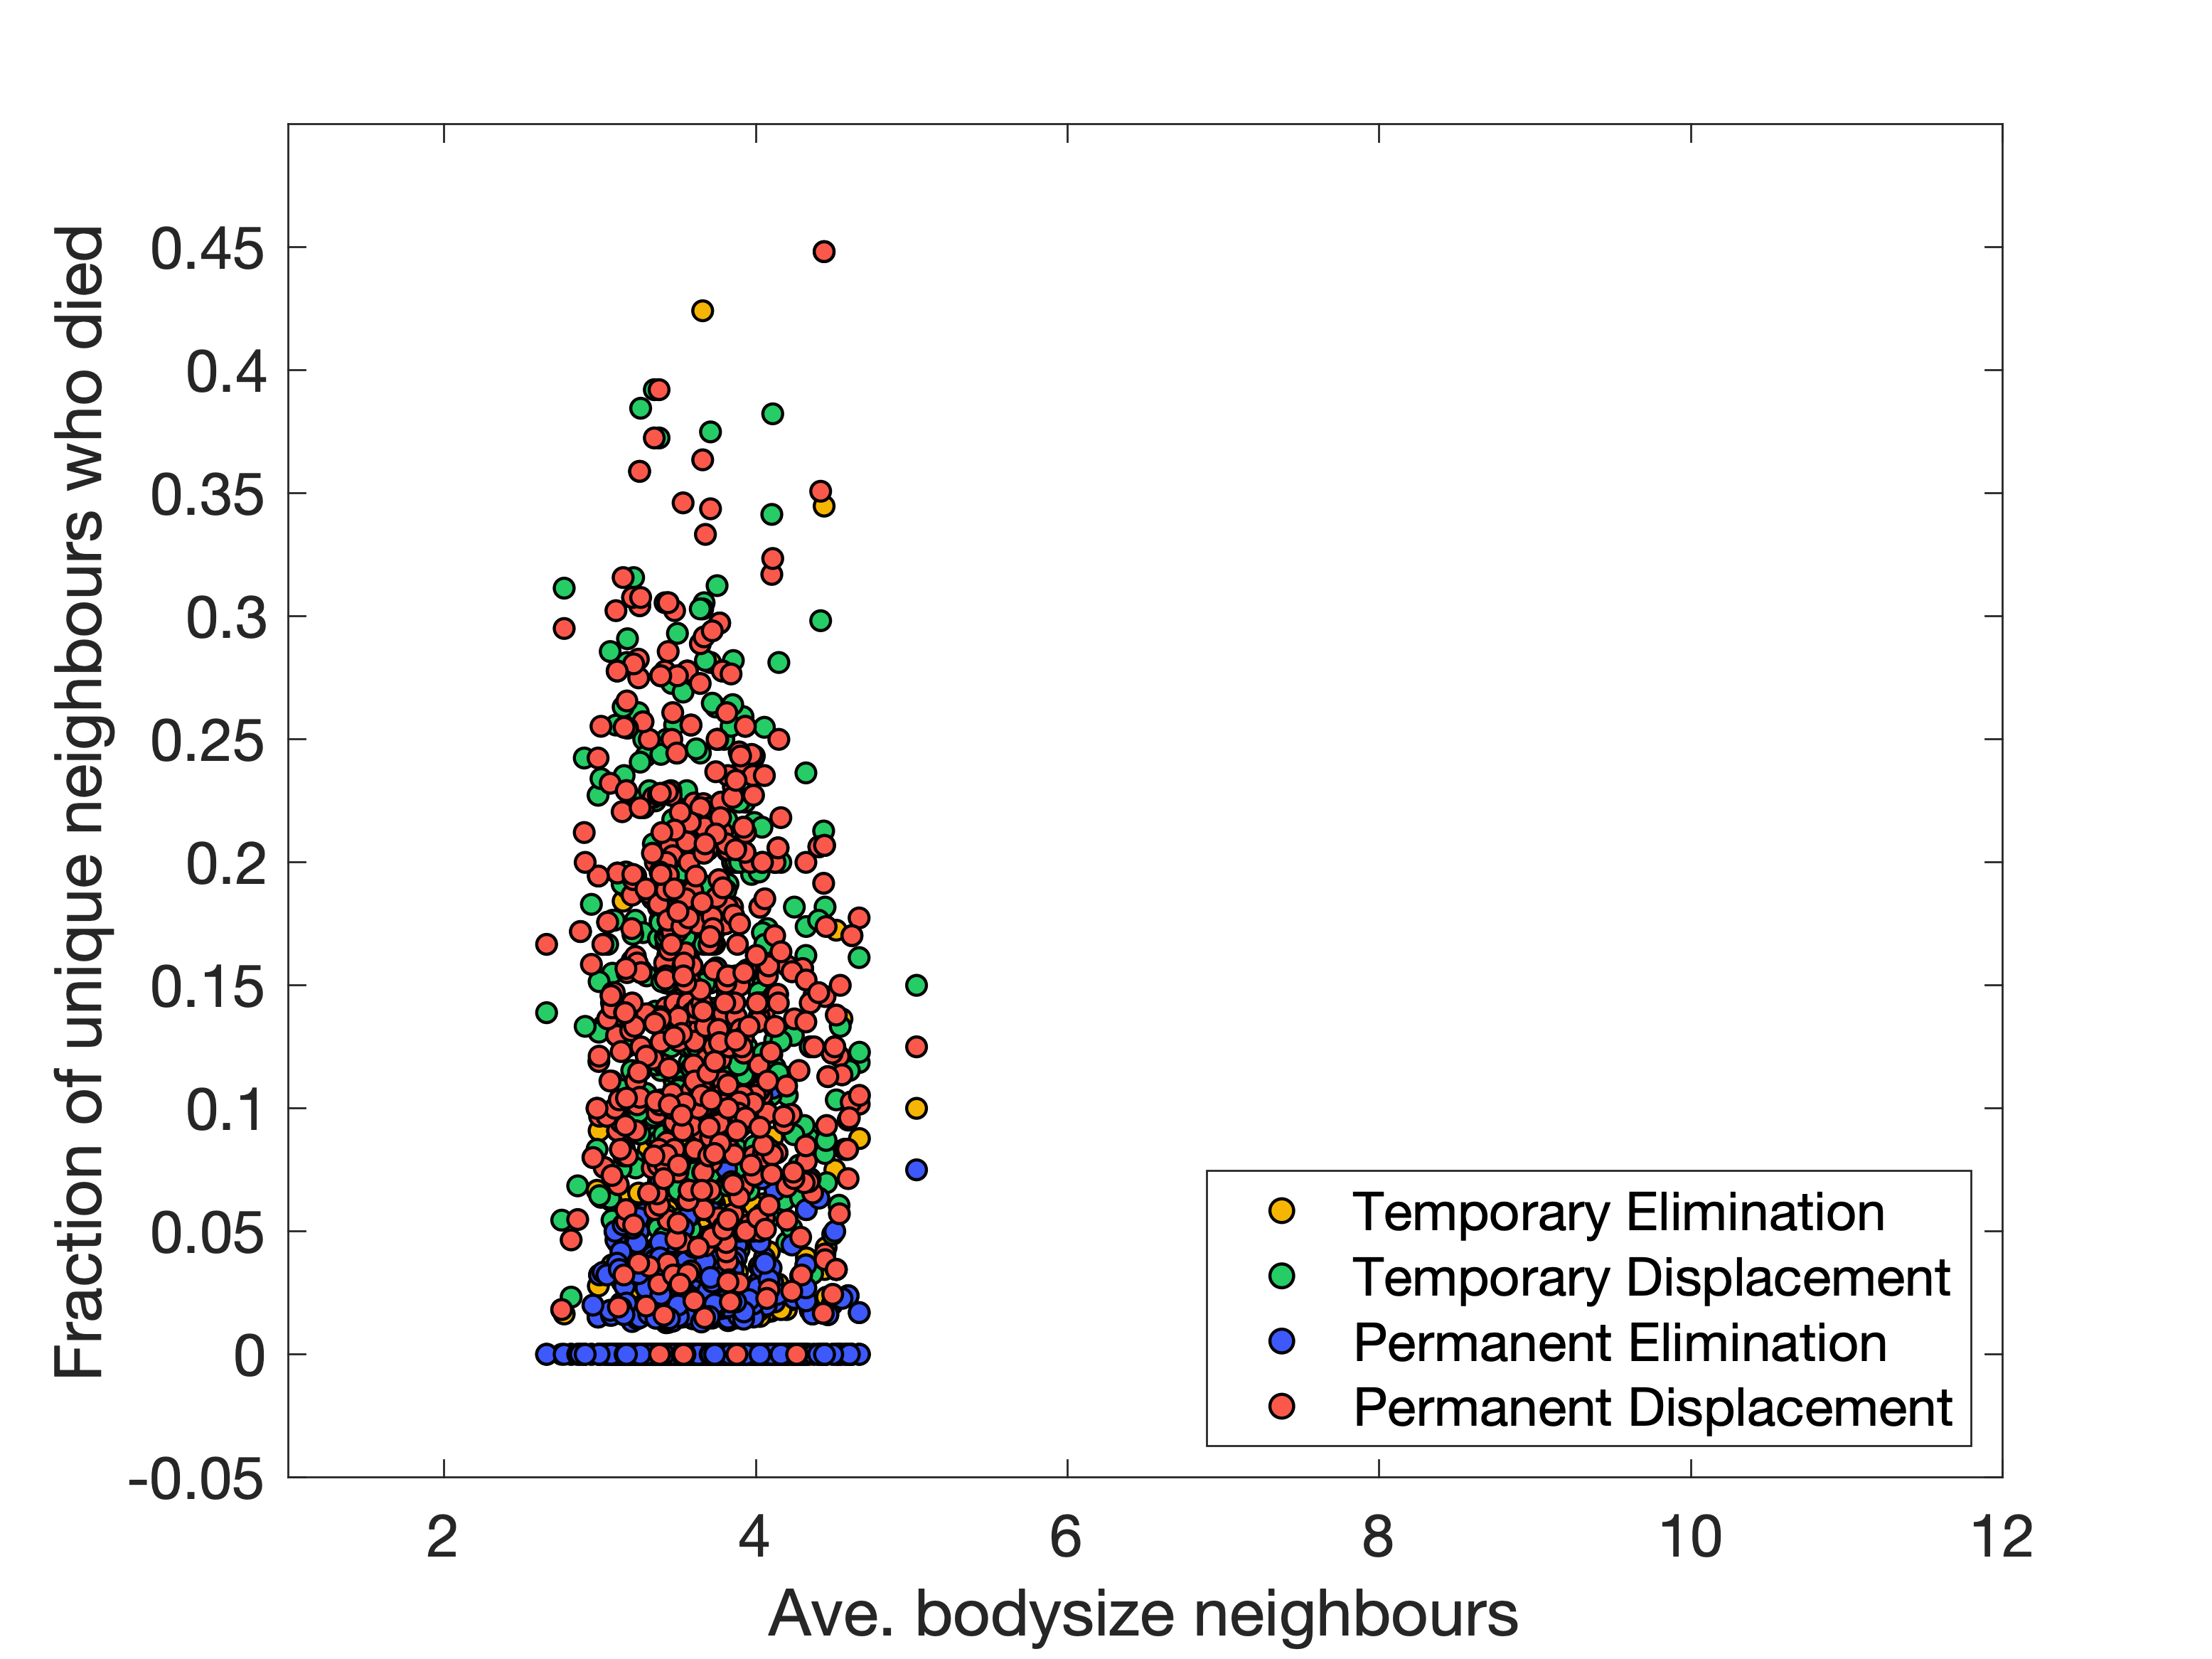 Fraction of unique neighbours who died
0.45
0.4
0.35
0.3
0.25
0.2
0.15
0.1
0.05
0
-0.05
2 4 6 8 10 12
Ave. bodysize neighbours
Temporary Elimination
Temporary Displacement
Permanent Elimination
Permanent Displacement